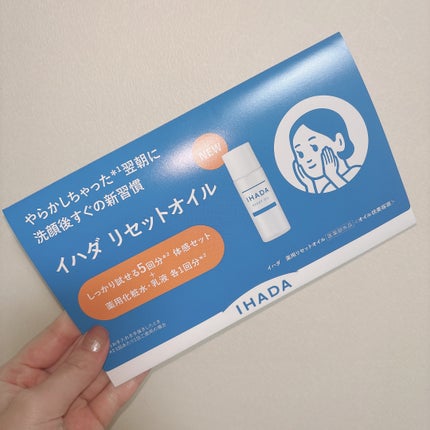 やらかしちゃった*1 翌朝に
洗顔後すぐの新習慣
イハダ リセットオイル
NEW
しっかり試せる5回分*2 体感セット
+
薬用化粧水・乳液 各1回分*2
IHADA
イハダ 薬用リセットオイル
IHADA